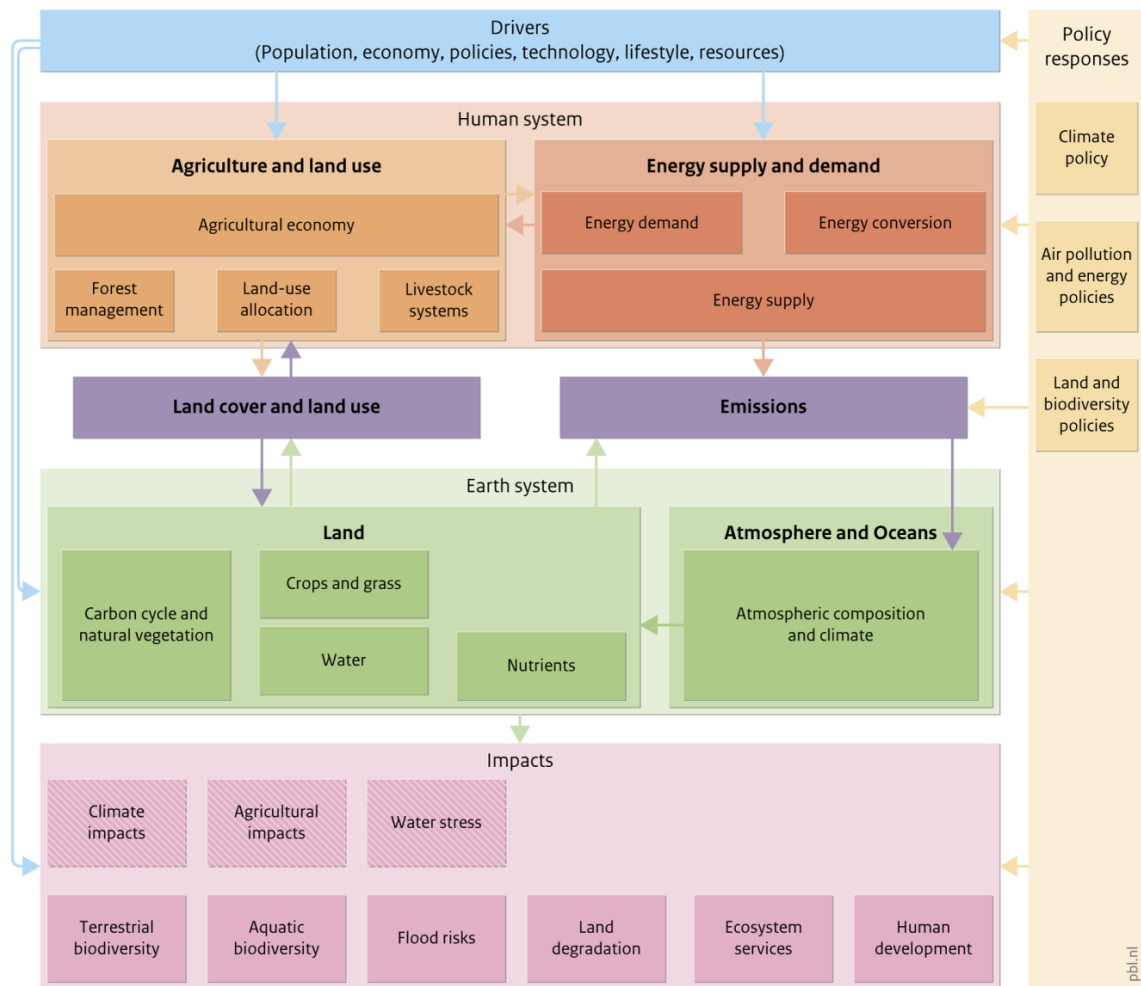 Drivers
(Population, economy, policies, technology, lifestyle, resources)
Policy
responses
Human system
Agriculture and land use
Agricultural economy
Forest
management
Land-use
allocation
Livestock
systems
Energy supply and demand
Energy demand
Energy conversion
Energy supply
Climate
policy
Air pollution
and energy
policies
Land and
biodiversity
policies
Land cover and land use
Emissions
Earth system
Land
Carbon cycle and
natural vegetation
Crops and grass
Water
Nutrients
Atmosphere and Oceans
Atmospheric composition
and climate
Impacts
Climate
impacts
Agricultural
impacts
Water stress
Terrestrial
biodiversity
Aquatic
biodiversity
Flood risks
Land
degradation
Ecosystem
services
Human
development
pbl.nl